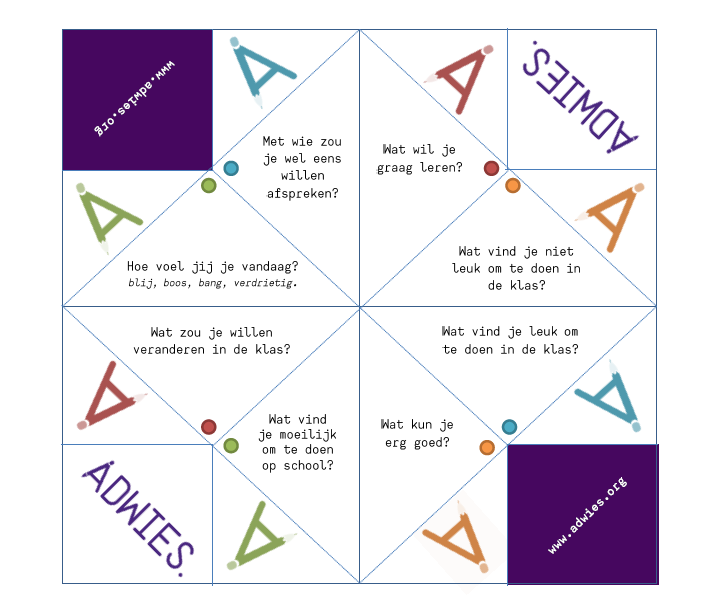 www.adwies.org
ADWIES.
Met wie zou
je wel eens
willen
afspreken?
Wat wil je
graag leren?
Hoe voel jij je vandaag?
blij, boos, bang, verdrietig.
Wat vind je niet
leuk om te doen in
de klas?
Wat zou je willen
veranderen in de klas?
Wat vind je leuk om
te doen in de klas?
Wat vind
je moeilijk
om te doen
op school?
Wat kun je
erg goed?
ADWIES.
www.adwies.org